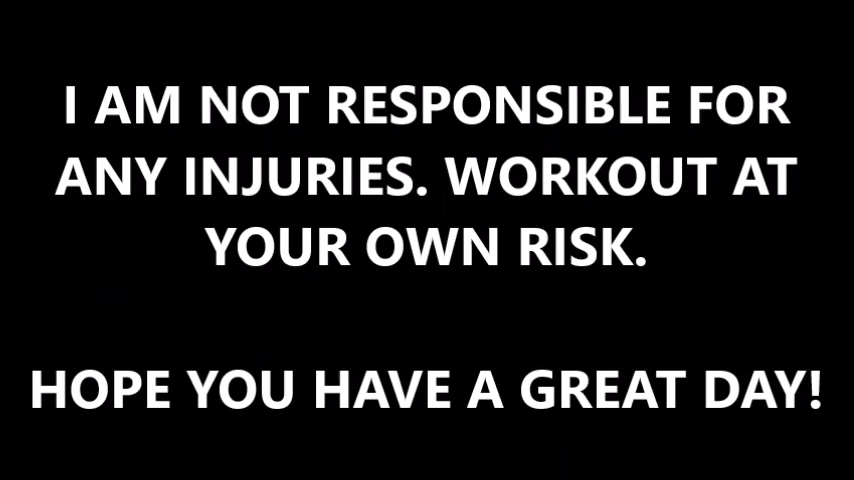 I AM NOT RESPONSIBLE FOR
ANY INJURIES. WORKOUT AT
YOUR OWN RISK.
HOPE YOU HAVE A GREAT DAY!